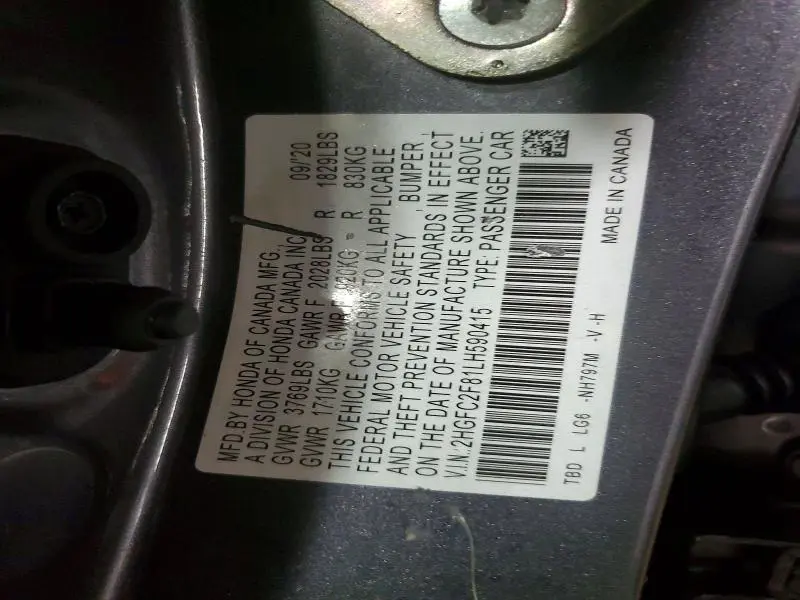 MFD.BY HONDA OF CANADA MFG., 09/'20
A DIVISION OF HONDA CANADA INC.
GVWR 3769LBS GAWR F 2028LBS R 1829LBS
GVWR 1710KG GAWR F 920KG R 830KG
THIS VEHICLE CONFORMS TO ALL APPLICABLE
FEDERAL MOTOR VEHICLE SAFETY, BUMPER,
AND THEFT PREVENTION STANDARDS IN EFFECT
ON THE DATE OF MANUFACTURE SHOWN ABOVE.
V.I.N.:2HGFC2F81LH590415 TYPE: PASSENGER CAR
TBD L LG6 -NH797M -V -H MADE IN CANADA